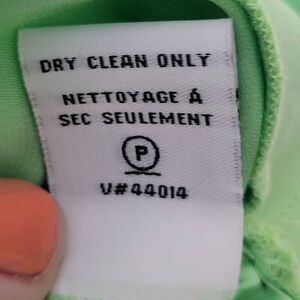 DRY CLEAN ONLY
NETTOYAGE À
SEC SEULEMENT
P
V#44014